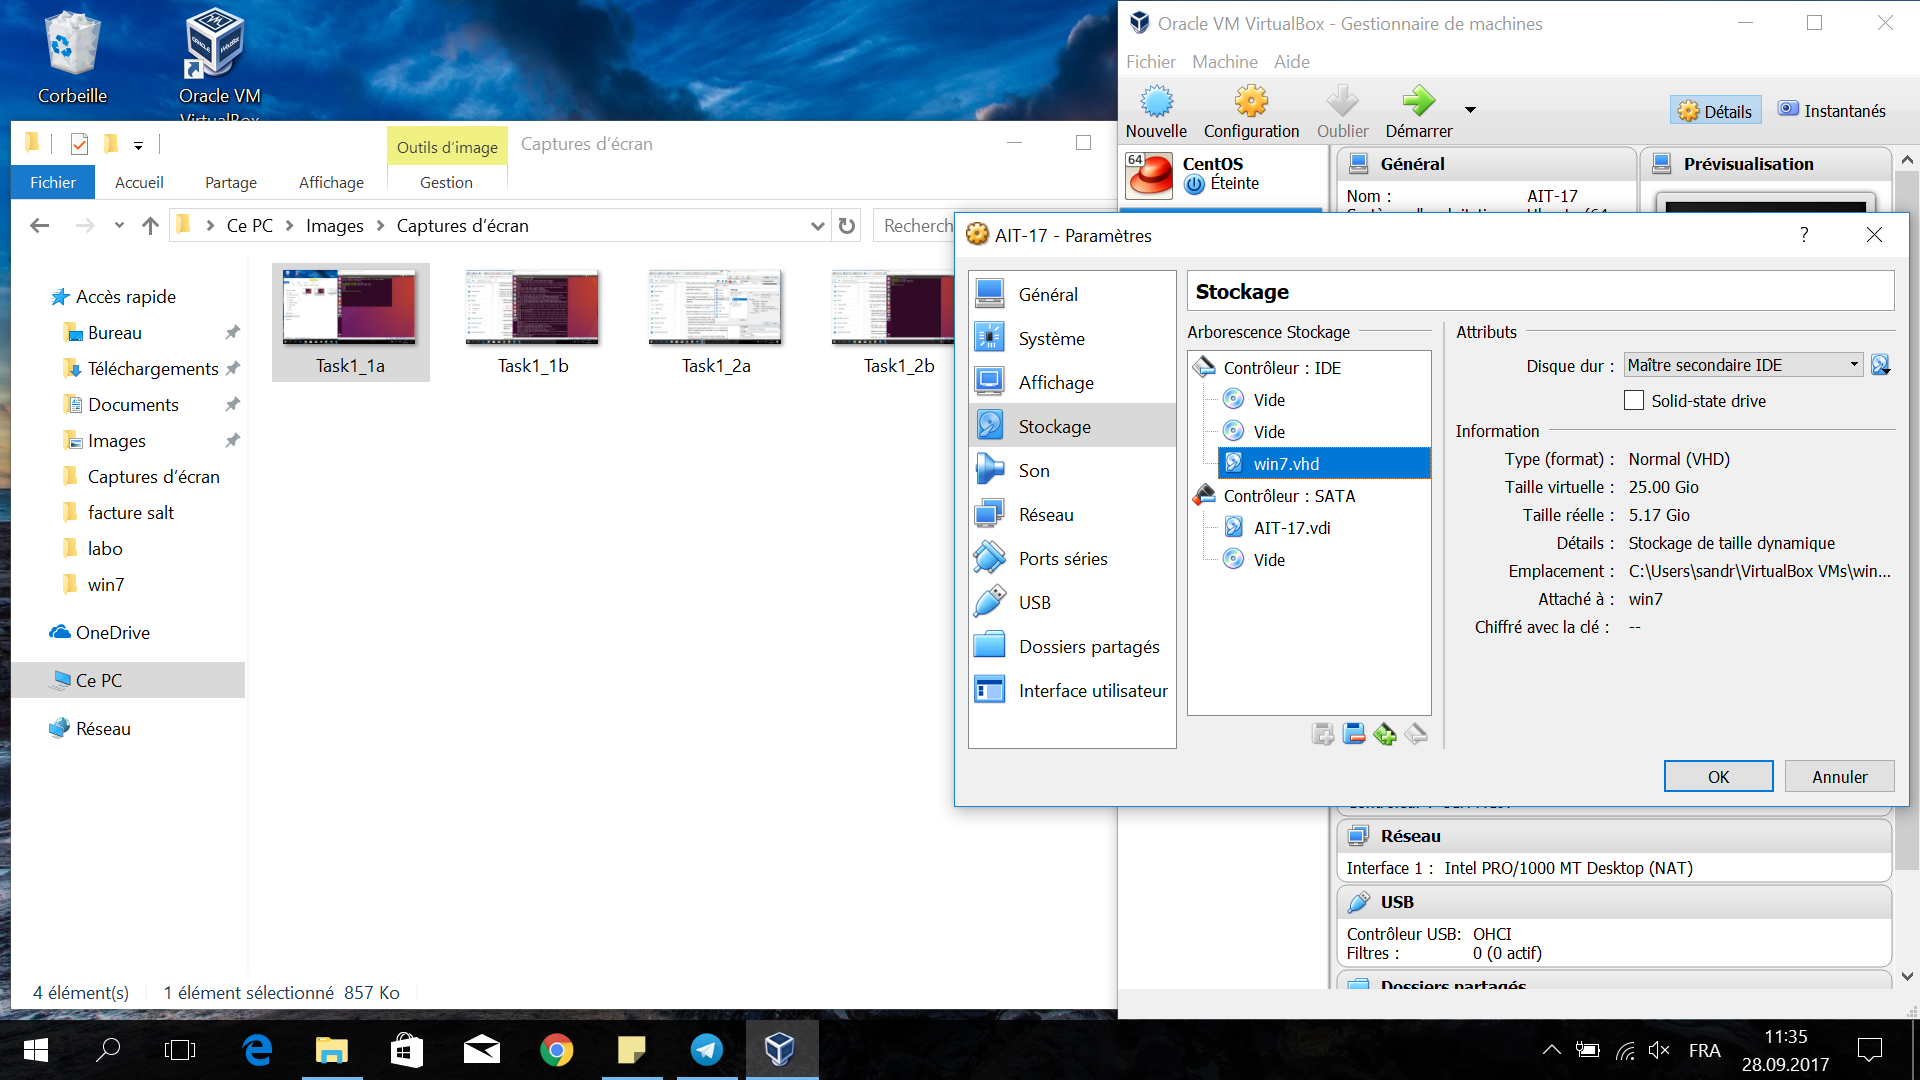 Corbeille
Oracle VM
VirtualBox
Outils d'image
Captures d'écran
Fichier
Accueil
Partage
Affichage
Gestion
Ce PC
Images
Captures d'écran
Recherch
Accès rapide
Bureau
Téléchargements
Documents
Images
Captures d'écran
facture salt
labo
win7
OneDrive
Ce PC
Réseau
Task1_1a
Task1_1b
Task1_2a
Task1_2b
4 élément(s)
1 élément sélectionné 857 Ko
Oracle VM VirtualBox - Gestionnaire de machines
Fichier Machine Aide
Nouvelle
Configuration
Oublier
Démarrer
Détails
Instantanés
64
CentOS
Éteinte
Général
Nom : AIT-17
Prévisualisation
AIT-17 - Paramètres
?
Général
Système
Affichage
Stockage
Son
Réseau
Ports séries
USB
Dossiers partagés
Interface utilisateur
Stockage
Arborescence Stockage
Contrôleur : IDE
Vide
Vide
win7.vhd
Contrôleur : SATA
AIT-17.vdi
Vide
Attributs
Disque dur : Maître secondaire IDE
Solid-state drive
Information
Type (format) : Normal (VHD)
Taille virtuelle : 25.00 Gio
Taille réelle : 5.17 Gio
Détails : Stockage de taille dynamique
Emplacement : C:\Users\sandr\VirtualBox VMs\win...
Attaché à : win7
Chiffré avec la clé : --
OK
Annuler
Réseau
Interface 1 : Intel PRO/1000 MT Desktop (NAT)
USB
Contrôleur USB: OHCI
Filtres : 0 (0 actif)
Dossiers partagés
FRA
11:35
28.09.2017